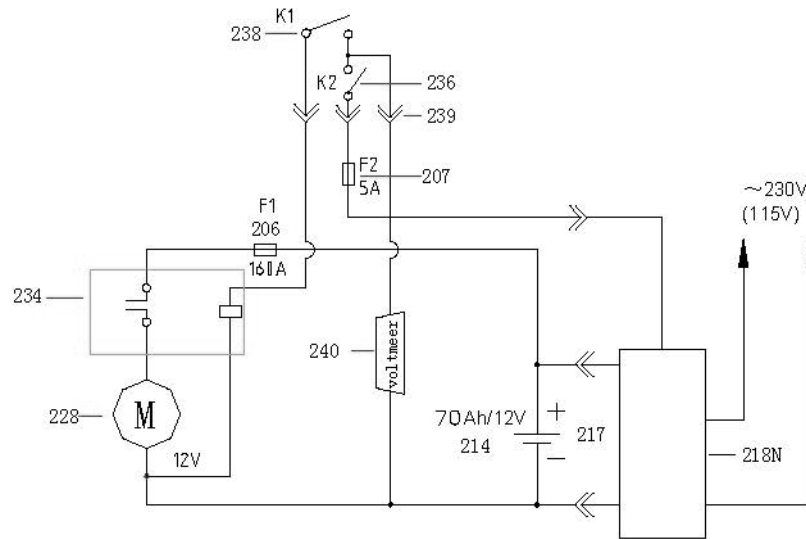 K1
238
K2
236
239
F2
5A
207
~230V
(115V)
F1
206
160A
234
voltmeer
240
70Ah/12V
214
+
217
−
218N
228
M
12V